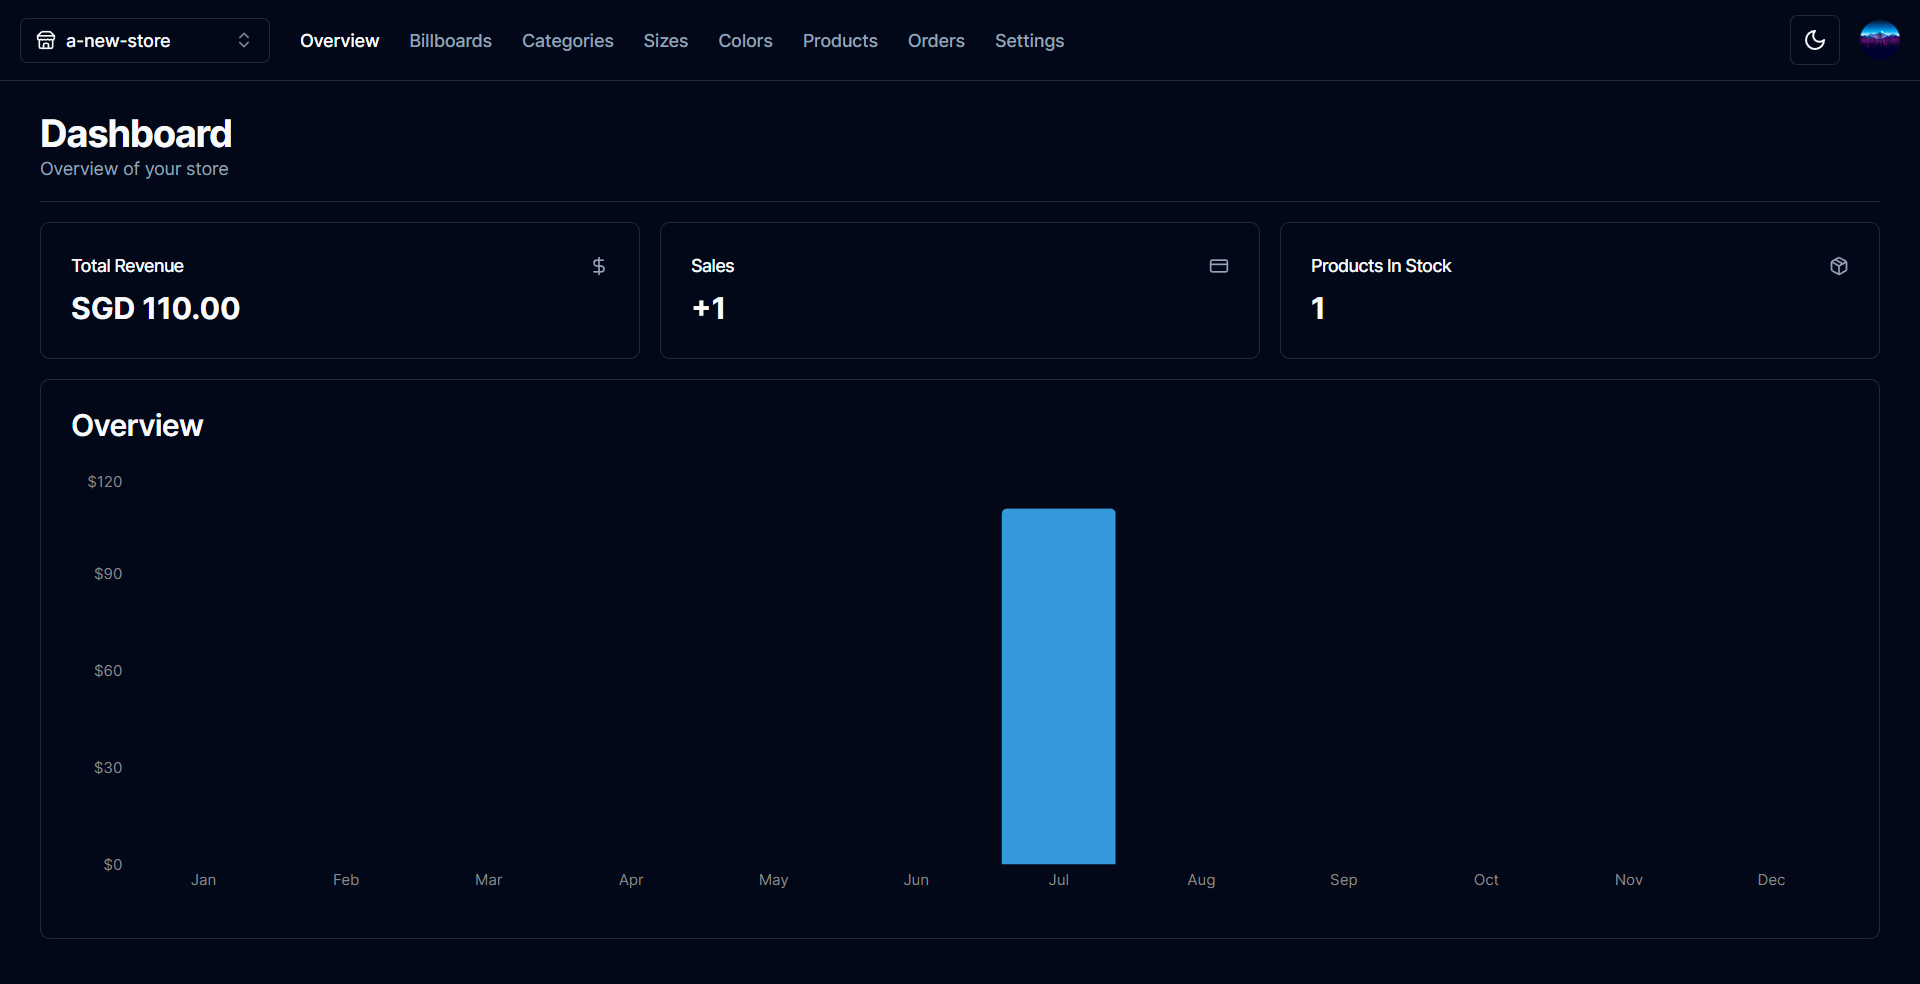 a-new-store Overview Billboards Categories Sizes Colors Products Orders Settings
Dashboard
Overview of your store
Total Revenue
SGD 110.00
Sales
+1
Products In Stock
1
Overview
$120
$90
$60
$30
$0
Jan Feb Mar Apr May Jun Jul Aug Sep Oct Nov Dec